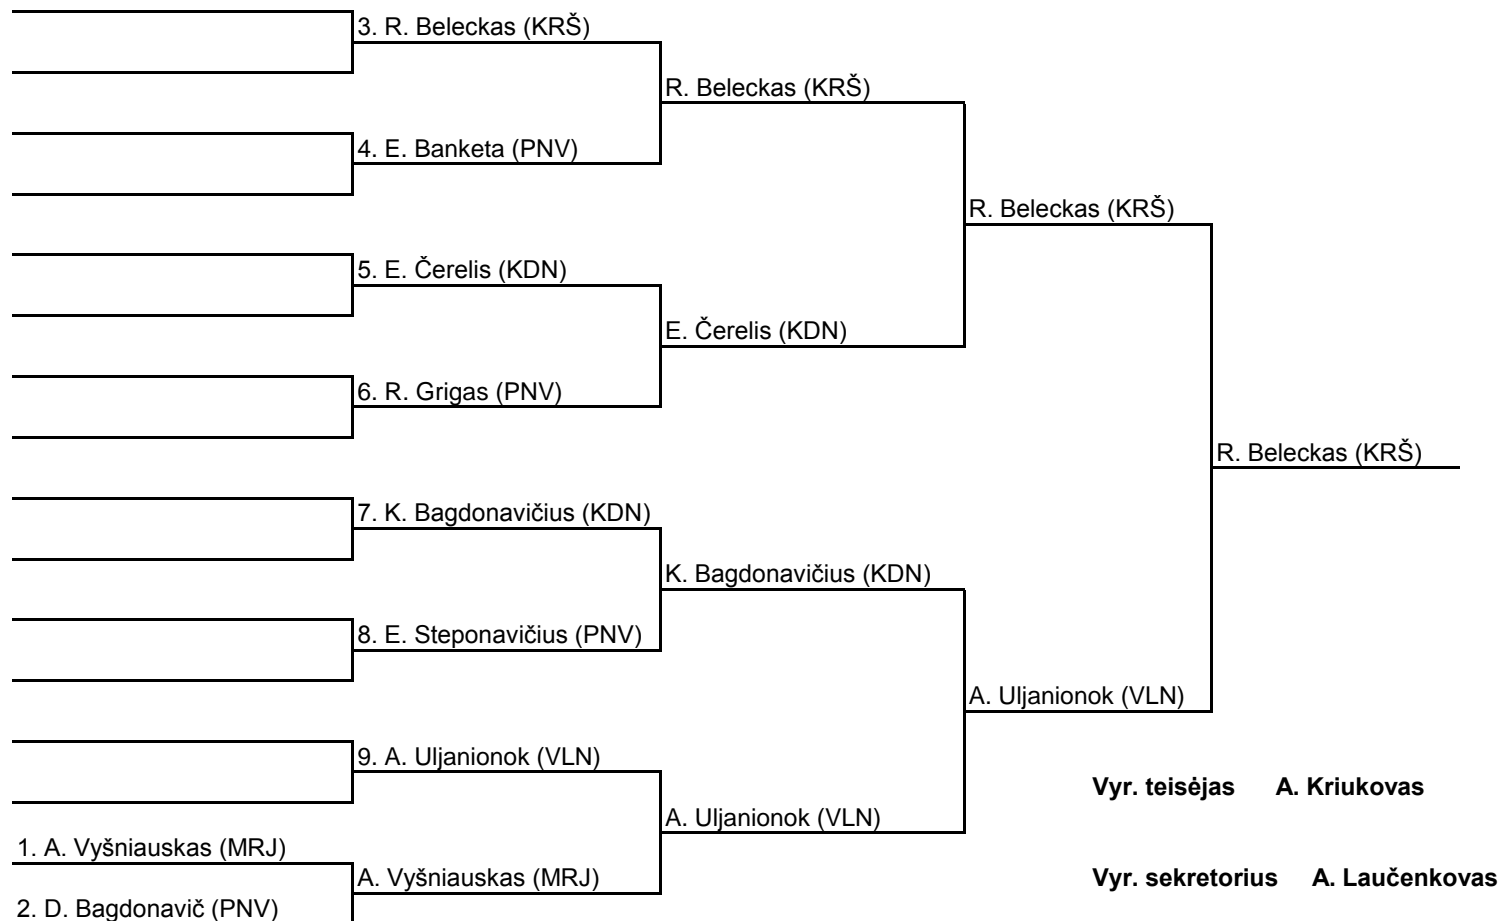 3. R. Beleckas (KRŠ)
R. Beleckas (KRŠ)
4. E. Banketa (PNV)
R. Beleckas (KRŠ)
5. E. Čerelis (KDN)
E. Čerelis (KDN)
6. R. Grigas (PNV)
R. Beleckas (KRŠ)
7. K. Bagdonavičius (KDN)
K. Bagdonavičius (KDN)
8. E. Steponavičius (PNV)
A. Uljanionok (VLN)
9. A. Uljanionok (VLN)
Vyr. teisėjas A. Kriukovas
A. Uljanionok (VLN)
1. A. Vyšniauskas (MRJ)
A. Vyšniauskas (MRJ)
Vyr. sekretorius A. Laučenkovas
2. D. Bagdonavič (PNV)